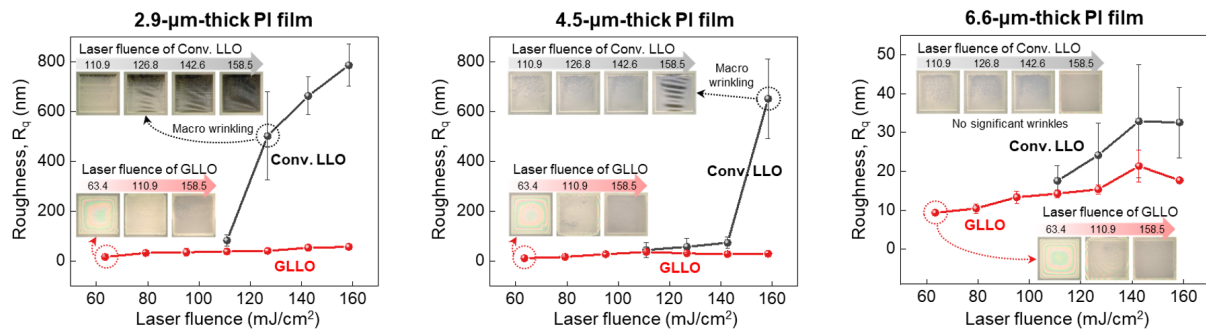 2.9-μm-thick PI film
Roughness, Rq (nm)
800
600
400
200
0
60 80 100 120 140 160
Laser fluence (mJ/cm²)
Laser fluence of Conv. LLO
110.9 126.8 142.6 158.5
Macro wrinkling
Conv. LLO
Laser fluence of GLLO
63.4 110.9 158.5
GLLO
4.5-μm-thick PI film
Roughness, Rq (nm)
800
600
400
200
0
60 80 100 120 140 160
Laser fluence (mJ/cm²)
Laser fluence of Conv. LLO
110.9 126.8 142.6 158.5
Macro
wrinkling
Conv. LLO
Laser fluence of GLLO
63.4 110.9 158.5
GLLO
6.6-μm-thick PI film
Roughness, Rq (nm)
50
40
30
20
10
0
60 80 100 120 140 160
Laser fluence (mJ/cm²)
Laser fluence of Conv. LLO
110.9 126.8 142.6 158.5
No significant wrinkles
Conv. LLO
GLLO
Laser fluence of GLLO
63.4 110.9 158.5